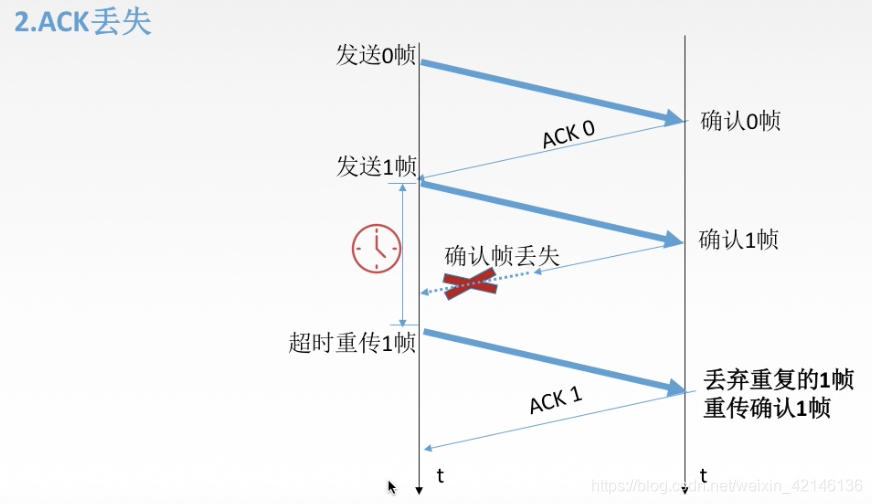 2.ACK丢失
发送0帧
确认0帧
ACK 0
发送1帧
确认1帧
确认帧丢失
超时重传1帧
丢弃重复的1帧
重传确认1帧
ACK 1
t
t
https://blog.csdn.net/weixin_42146136